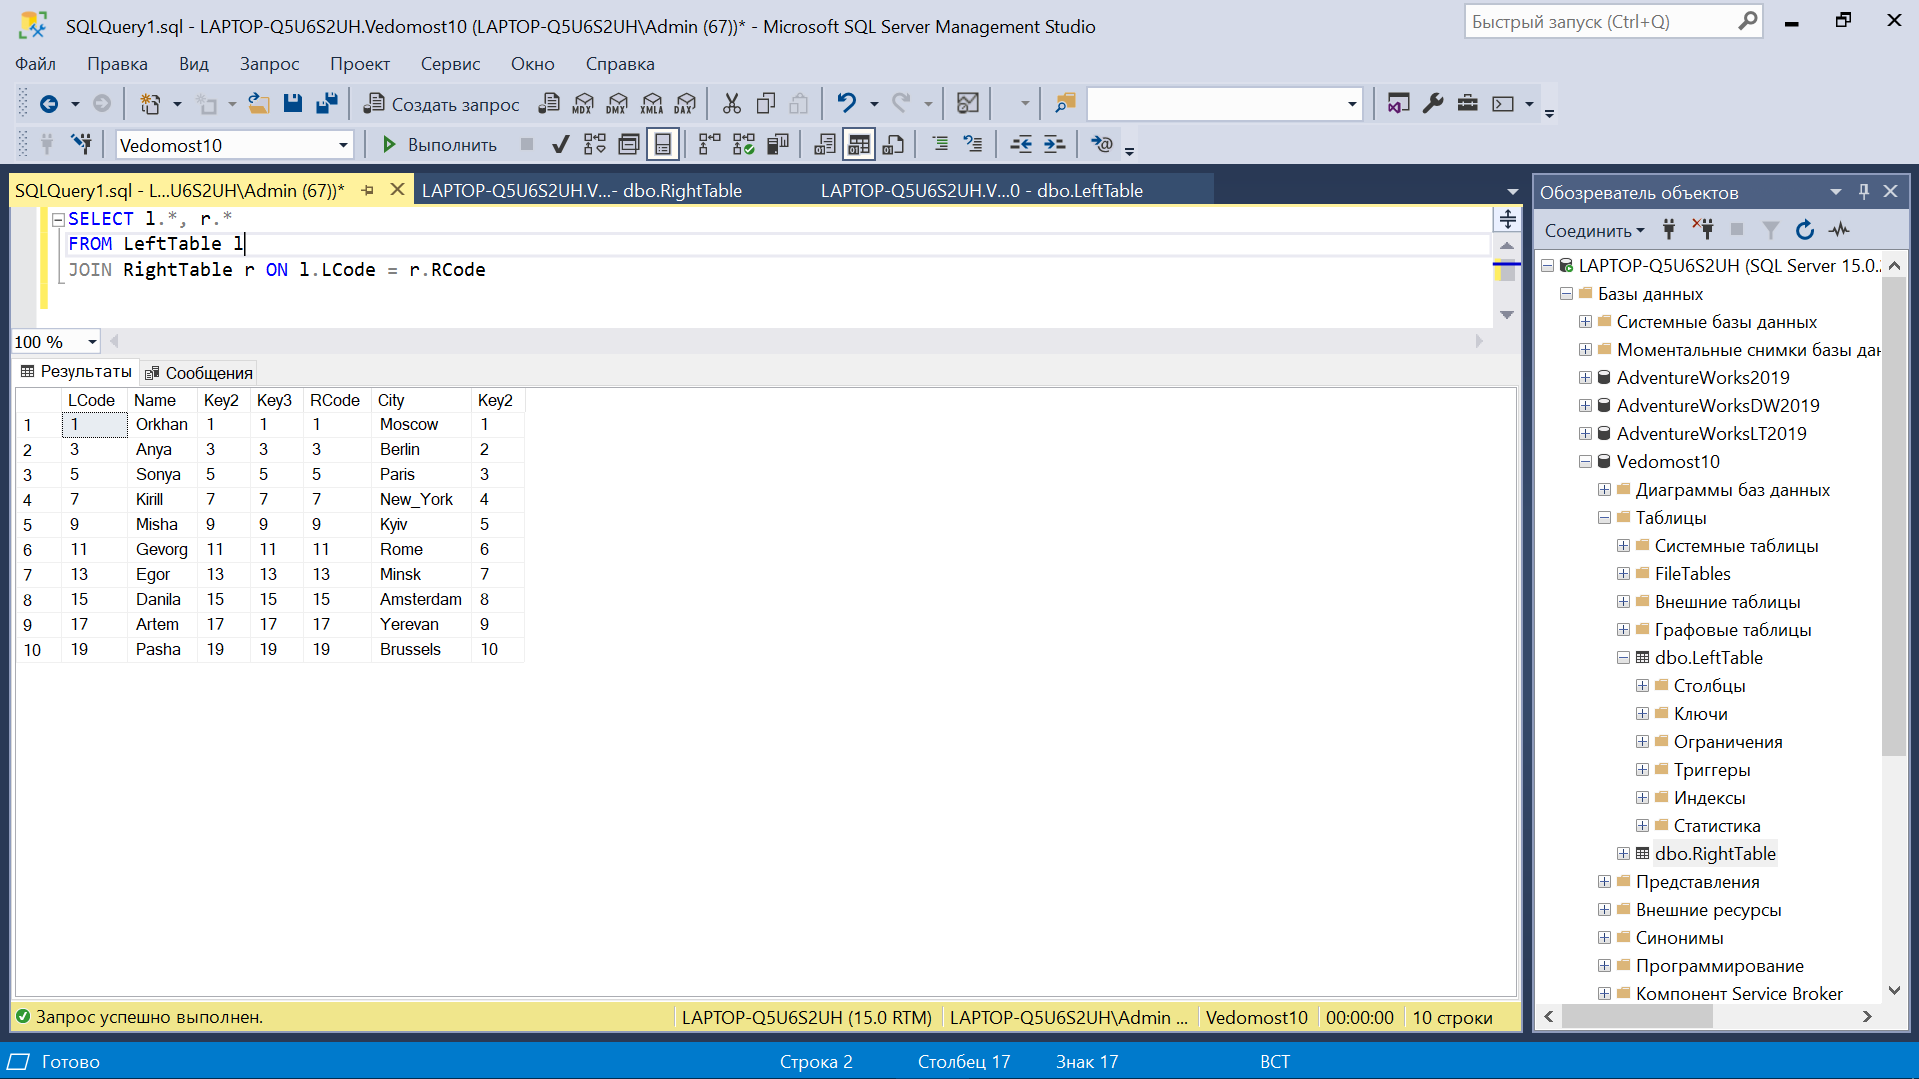 SQLQuery1.sql - LAPTOP-Q5U6S2UH.Vedomost10 (LAPTOP-Q5U6S2UH\Admin (67))* - Microsoft SQL Server Management Studio
Быстрый запуск (Ctrl+Q)
Файл Правка Вид Запрос Проект Сервис Окно Справка
Создать запрос MDX DMX XMLA DAX
Vedomost10 Выполнить
SQLQuery1.sql - L...U6S2UH\Admin (67))* LAPTOP-Q5U6S2UH.V...- dbo.RightTable LAPTOP-Q5U6S2UH.V...0 - dbo.LeftTable
SELECT l.*, r.*
FROM LeftTable l
JOIN RightTable r ON l.LCode = r.RCode
100 %
Результаты Сообщения
LCode Name Key2 Key3 RCode City Key2
1 1 Orkhan 1 1 1 Moscow 1
2 3 Anya 3 3 3 Berlin 2
3 5 Sonya 5 5 5 Paris 3
4 7 Kirill 7 7 7 New_York 4
5 9 Misha 9 9 9 Kyiv 5
6 11 Gevorg 11 11 11 Rome 6
7 13 Egor 13 13 13 Minsk 7
8 15 Danila 15 15 15 Amsterdam 8
9 17 Artem 17 17 17 Yerevan 9
10 19 Pasha 19 19 19 Brussels 10
Запрос успешно выполнен. LAPTOP-Q5U6S2UH (15.0 RTM) LAPTOP-Q5U6S2UH\Admin ... Vedomost10 00:00:00 10 строки
Обозреватель объектов
Соединить
LAPTOP-Q5U6S2UH (SQL Server 15.0.
Базы данных
Системные базы данных
Моментальные снимки базы дан
AdventureWorks2019
AdventureWorksDW2019
AdventureWorksLT2019
Vedomost10
Диаграммы баз данных
Таблицы
Системные таблицы
FileTables
Внешние таблицы
Графовые таблицы
dbo.LeftTable
Столбцы
Ключи
Ограничения
Триггеры
Индексы
Статистика
dbo.RightTable
Представления
Внешние ресурсы
Синонимы
Программирование
Компонент Service Broker
Готово Строка 2 Столбец 17 Знак 17 ВСТ